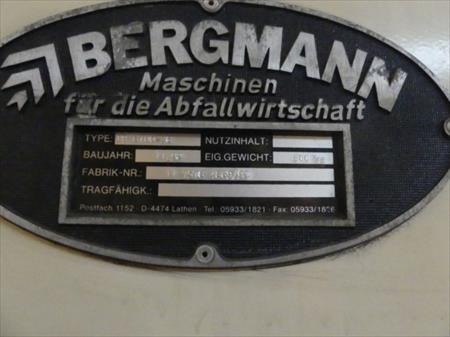 BERGMANN
Maschinen
für die Abfallwirtschaft
TYPE: NUTZINHALT:
BAUJAHR: EIG.GEWICHT:
FABRIK-NR.:
TRAGFÄHIGK.:
Postfach 1152 · D-4474 Lathen · Tel. 05933/1821 · Fax 05933/1826